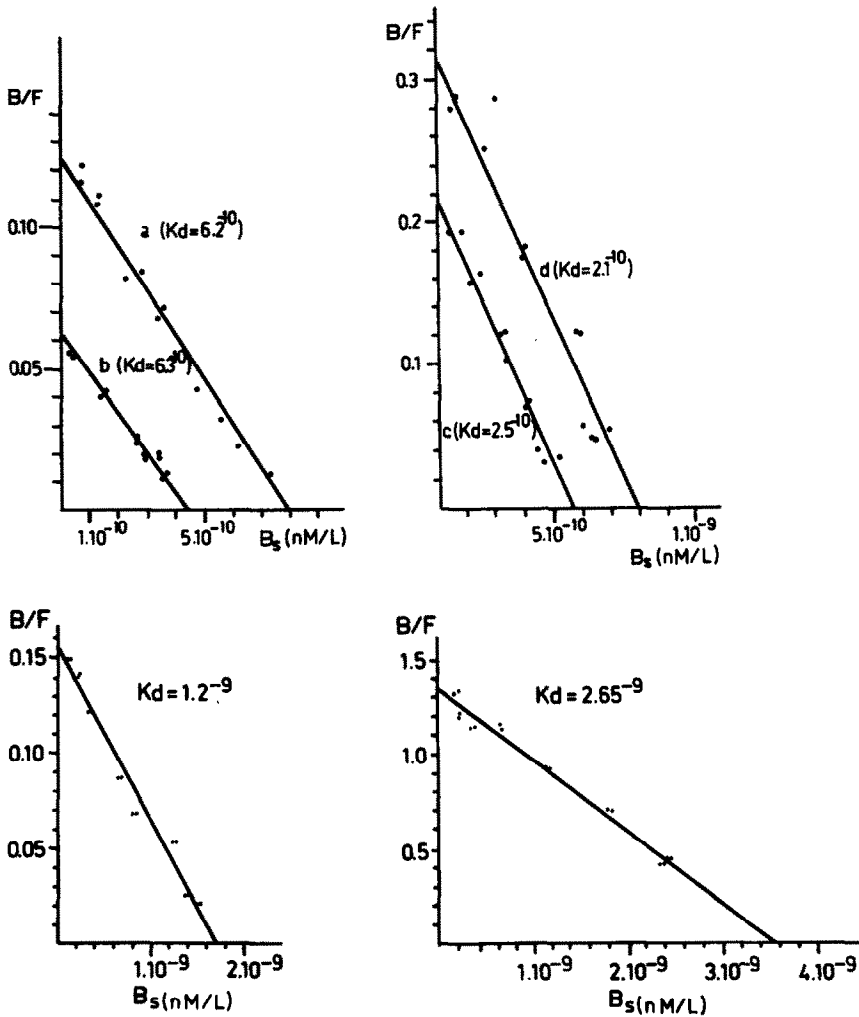 B/F
0.10
0.05
a (Kd=6.2⁻¹⁰)
b (Kd=6.3⁻¹⁰)
1.10⁻¹⁰
5.10⁻¹⁰
Bs (nM/L)
B/F
0.3
0.2
0.1
d (Kd=2.1⁻¹⁰)
c (Kd=2.5⁻¹⁰)
5.10⁻¹⁰
1.10⁻⁹
Bs (nM/L)
B/F
0.15
0.10
0.05
Kd=1.2⁻⁹
1.10⁻⁹
2.10⁻⁹
Bs (nM/L)
B/F
1.5
1.0
0.5
Kd=2.65⁻⁹
1.10⁻⁹
2.10⁻⁹
3.10⁻⁹
4.10⁻⁹
Bs (nM/L)